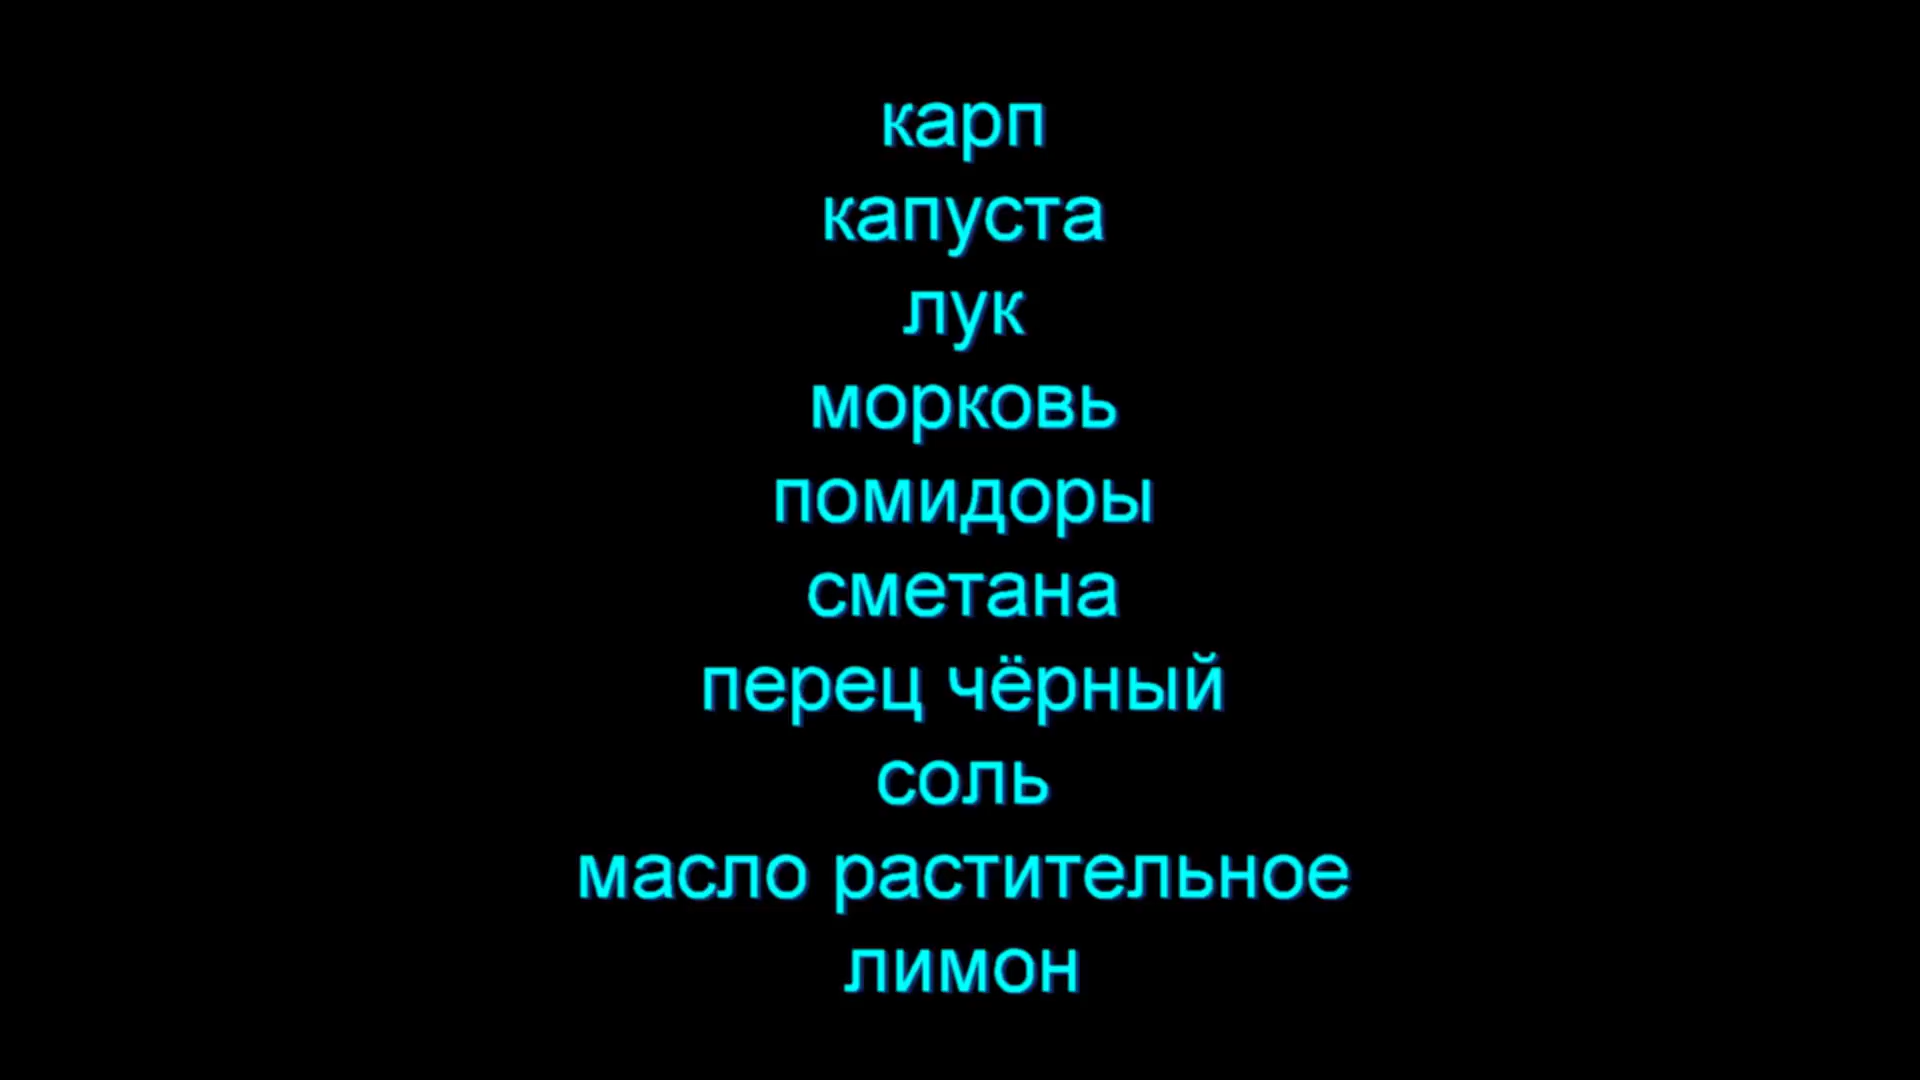 карп
капуста
лук
морковь
помидоры
сметана
перец чёрный
соль
масло растительное
лимон